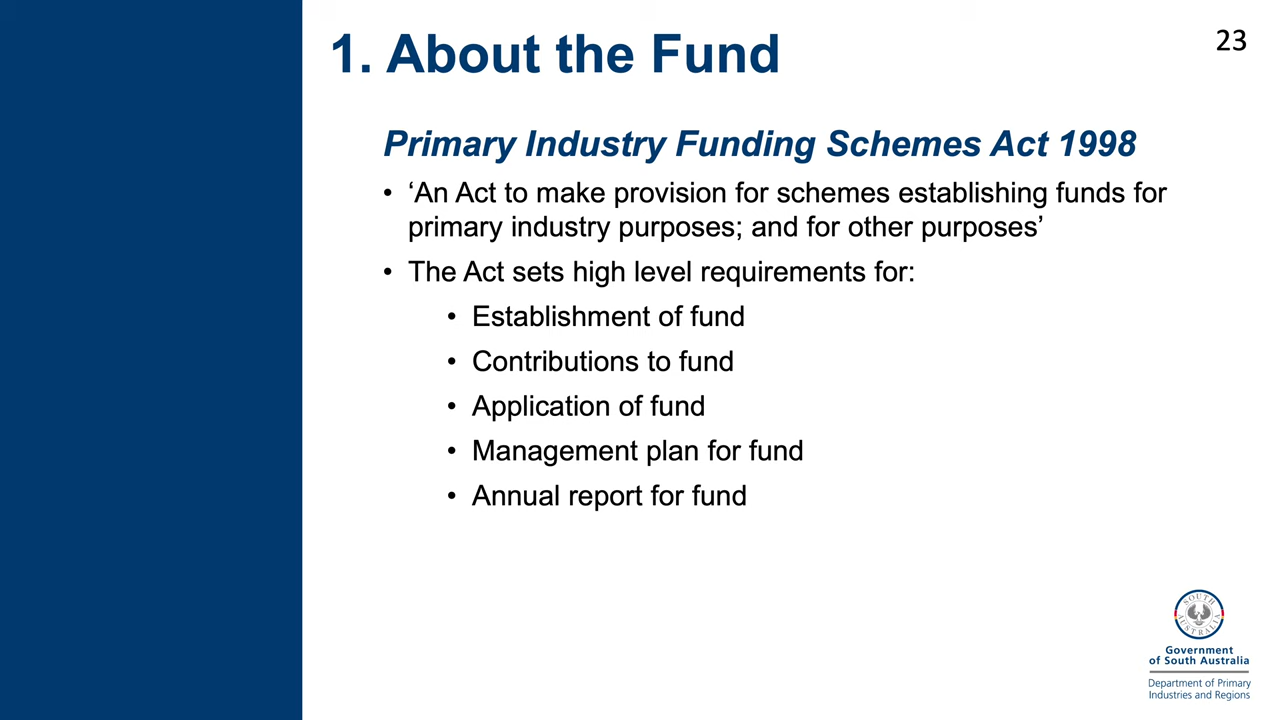 23
1. About the Fund
Primary Industry Funding Schemes Act 1998
• ‘An Act to make provision for schemes establishing funds for
primary industry purposes; and for other purposes’
• The Act sets high level requirements for:
• Establishment of fund
• Contributions to fund
• Application of fund
• Management plan for fund
• Annual report for fund
SOUTH
AUSTRALIA
Government
of South Australia
Department of Primary
Industries and Regions